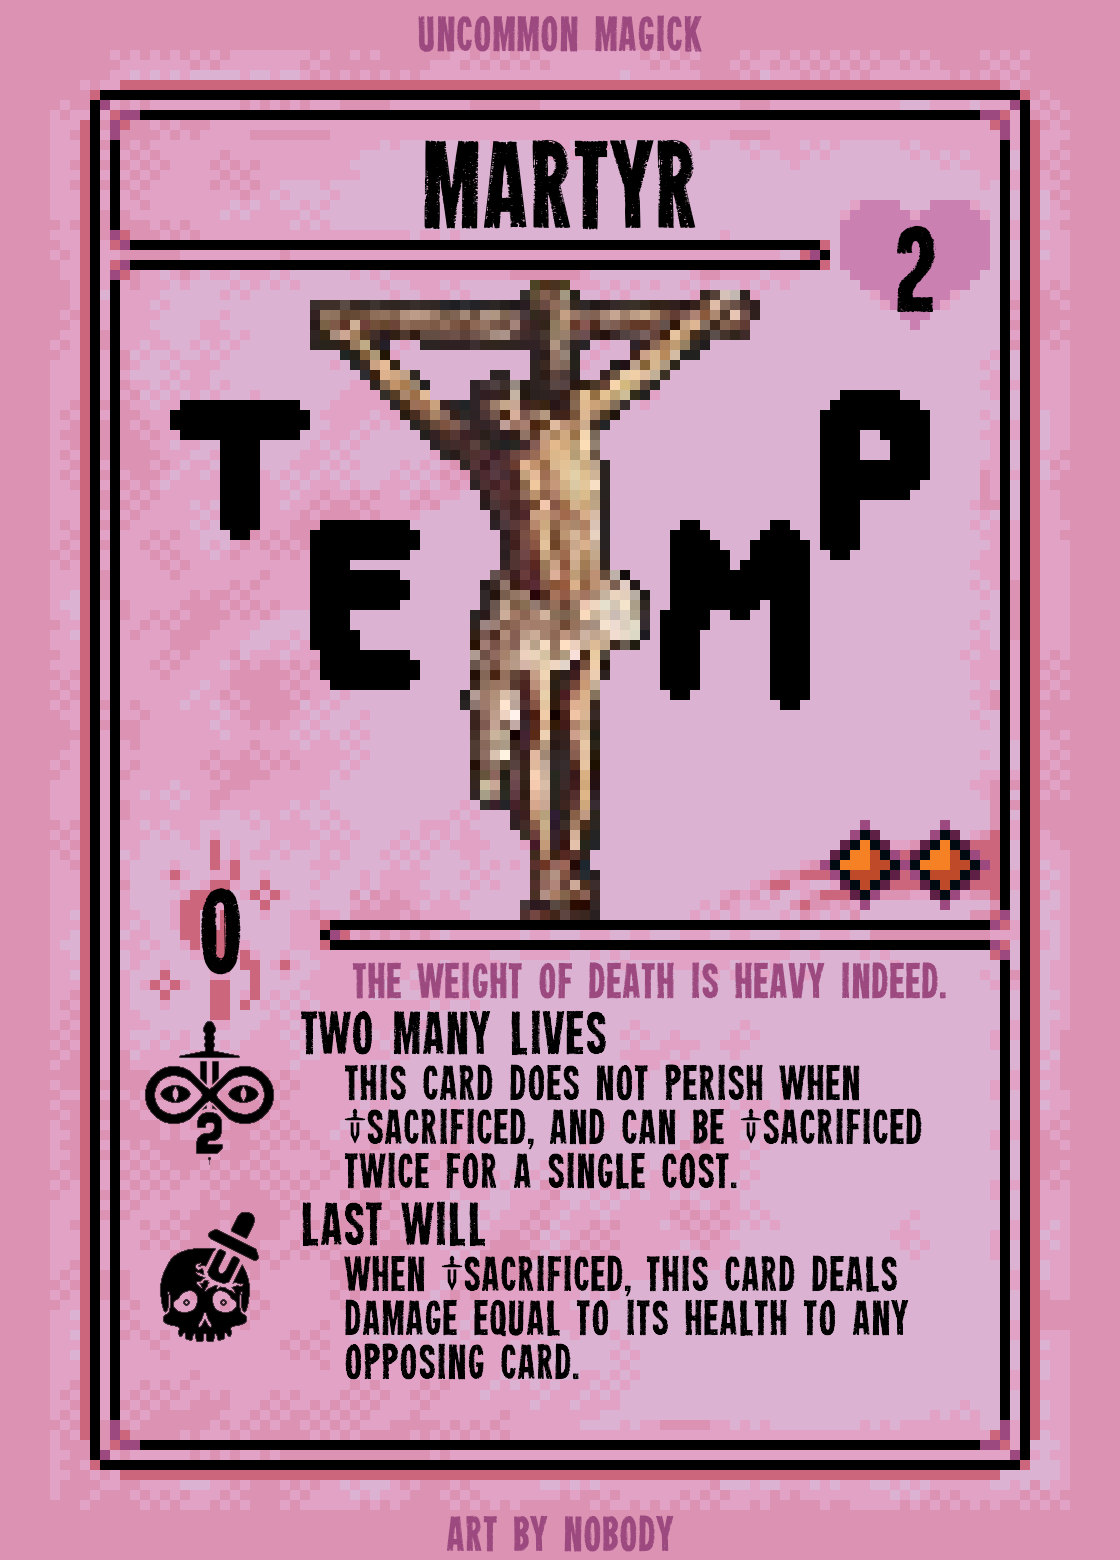 UNCOMMON MAGICK
MARTYR
2
TEMP
0
THE WEIGHT OF DEATH IS HEAVY INDEED.
TWO MANY LIVES
THIS CARD DOES NOT PERISH WHEN
SACRIFICED, AND CAN BE SACRIFICED
TWICE FOR A SINGLE COST.
2
LAST WILL
WHEN SACRIFICED, THIS CARD DEALS
DAMAGE EQUAL TO ITS HEALTH TO ANY
OPPOSING CARD.
ART BY NOBODY